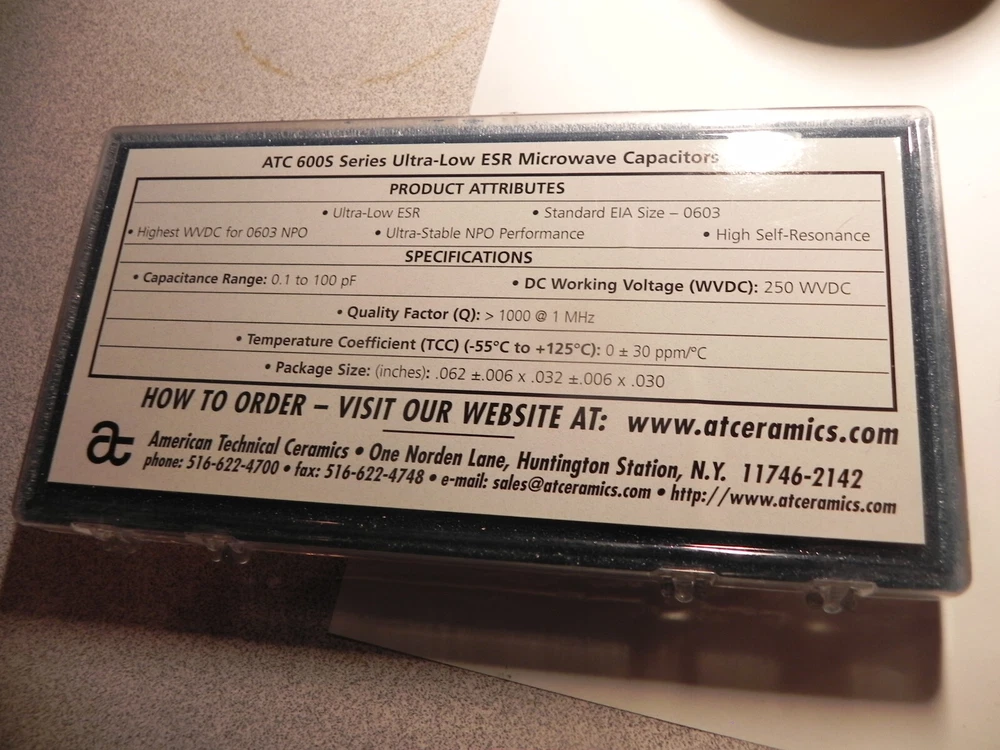 ATC 600S Series Ultra-Low ESR Microwave Capacitors
PRODUCT ATTRIBUTES
• Ultra-Low ESR • Standard EIA Size – 0603
• Highest WVDC for 0603 NPO • Ultra-Stable NPO Performance • High Self-Resonance
SPECIFICATIONS
• Capacitance Range: 0.1 to 100 pF • DC Working Voltage (WVDC): 250 WVDC
• Quality Factor (Q): > 1000 @ 1 MHz
• Temperature Coefficient (TCC) (-55°C to +125°C): 0 ± 30 ppm/°C
• Package Size: (inches): .062 ±.006 x .032 ±.006 x .030
HOW TO ORDER – VISIT OUR WEBSITE AT: www.atceramics.com
at
American Technical Ceramics • One Norden Lane, Huntington Station, N.Y. 11746-2142
phone: 516-622-4700 • fax: 516-622-4748 • e-mail: sales@atceramics.com • http://www.atceramics.com